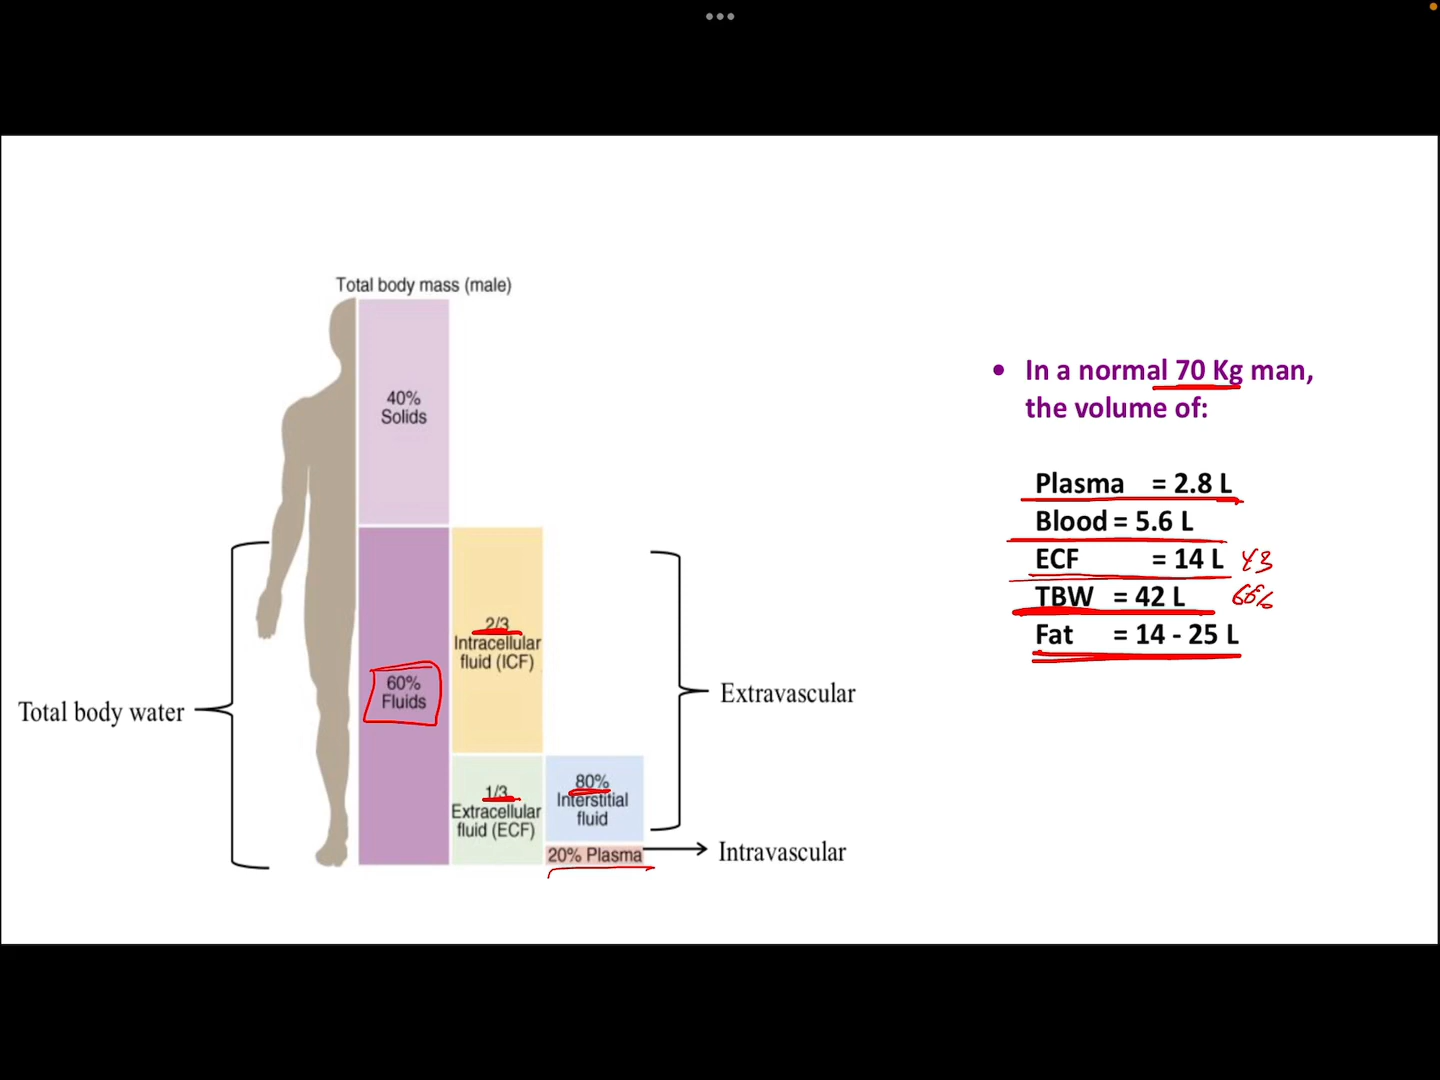 Total body mass (male)
40%
Solids
60%
Fluids
2/3
Intracellular
fluid (ICF)
1/3
Extracellular
fluid (ECF)
80%
Interstitial
fluid
20% Plasma
Total body water
Extravascular
Intravascular
• In a normal 70 Kg man,
the volume of:
Plasma = 2.8 L
Blood = 5.6 L
ECF = 14 L
TBW = 42 L
Fat = 14 - 25 L